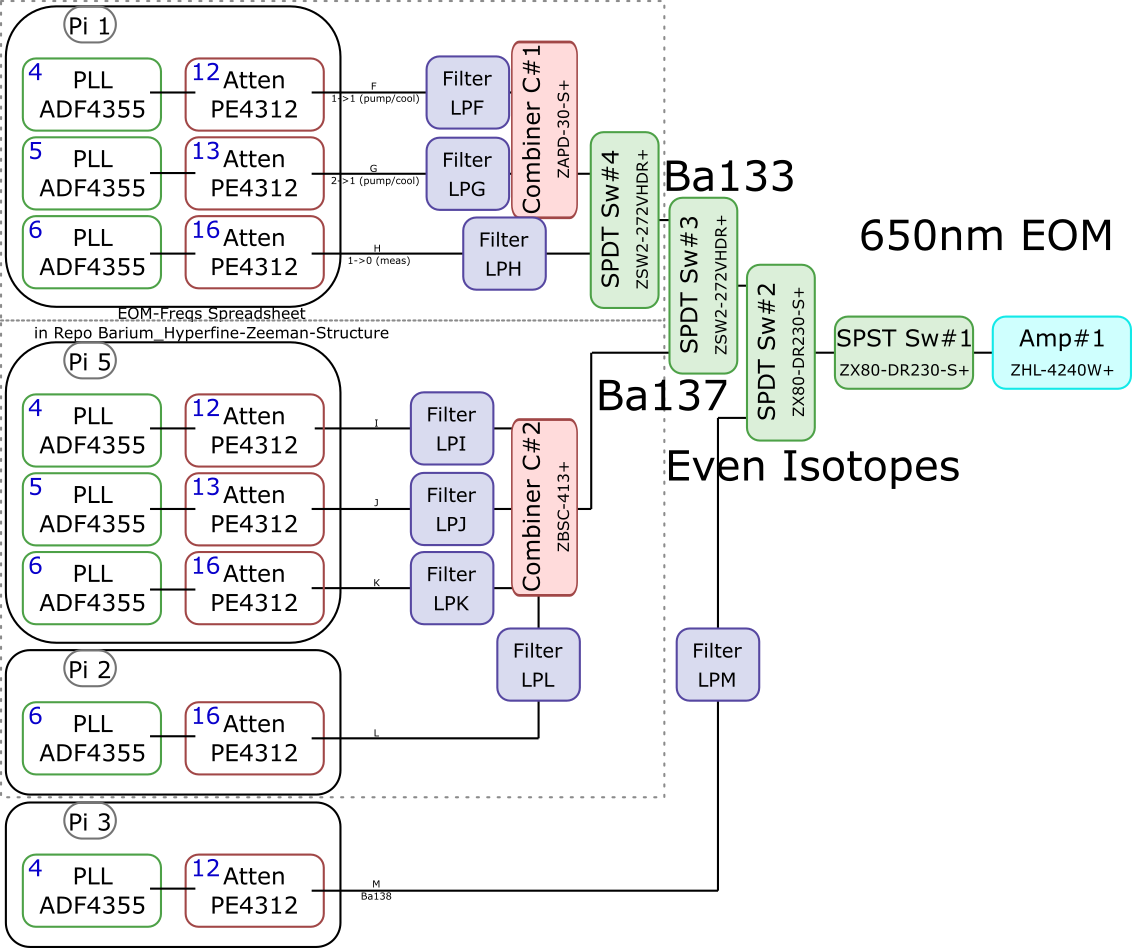 Pi 1
4
PLL
ADF4355
12
Atten
PE4312
F
1->1 (pump/cool)
Filter
LPF
5
PLL
ADF4355
13
Atten
PE4312
G
2->1 (pump/cool)
Filter
LPG
6
PLL
ADF4355
16
Atten
PE4312
H
1->0 (meas)
Filter
LPH
Combiner C#1
ZAPD-30-S+
SPDT Sw#4
ZSW2-272VHDR+
Ba133
SPDT Sw#3
ZSW2-272VHDR+
650nm EOM
SPDT Sw#2
ZX80-DR230-S+
SPST Sw#1
ZX80-DR230-S+
Amp#1
ZHL-4240W+
EOM-Freqs Spreadsheet
in Repo Barium_Hyperfine-Zeeman-Structure
Pi 5
4
PLL
ADF4355
12
Atten
PE4312
I
Filter
LPI
5
PLL
ADF4355
13
Atten
PE4312
J
Filter
LPJ
6
PLL
ADF4355
16
Atten
PE4312
K
Filter
LPK
Combiner C#2
ZBSC-413+
Ba137
Even Isotopes
Pi 2
6
PLL
ADF4355
16
Atten
PE4312
L
Filter
LPL
Filter
LPM
Pi 3
4
PLL
ADF4355
12
Atten
PE4312
M
Ba138